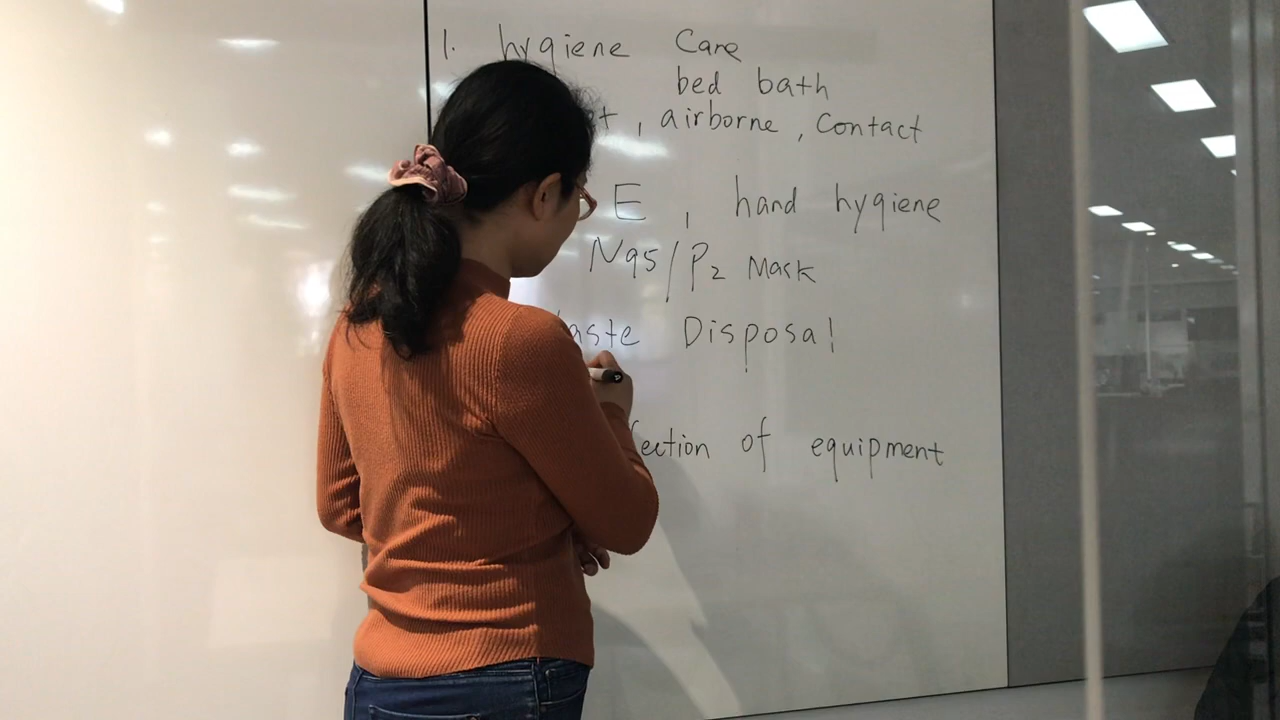 1. hygiene Care
bed bath
, airborne, Contact
E, hand hygiene
N95/P2 Mask
Disposal
of equipment